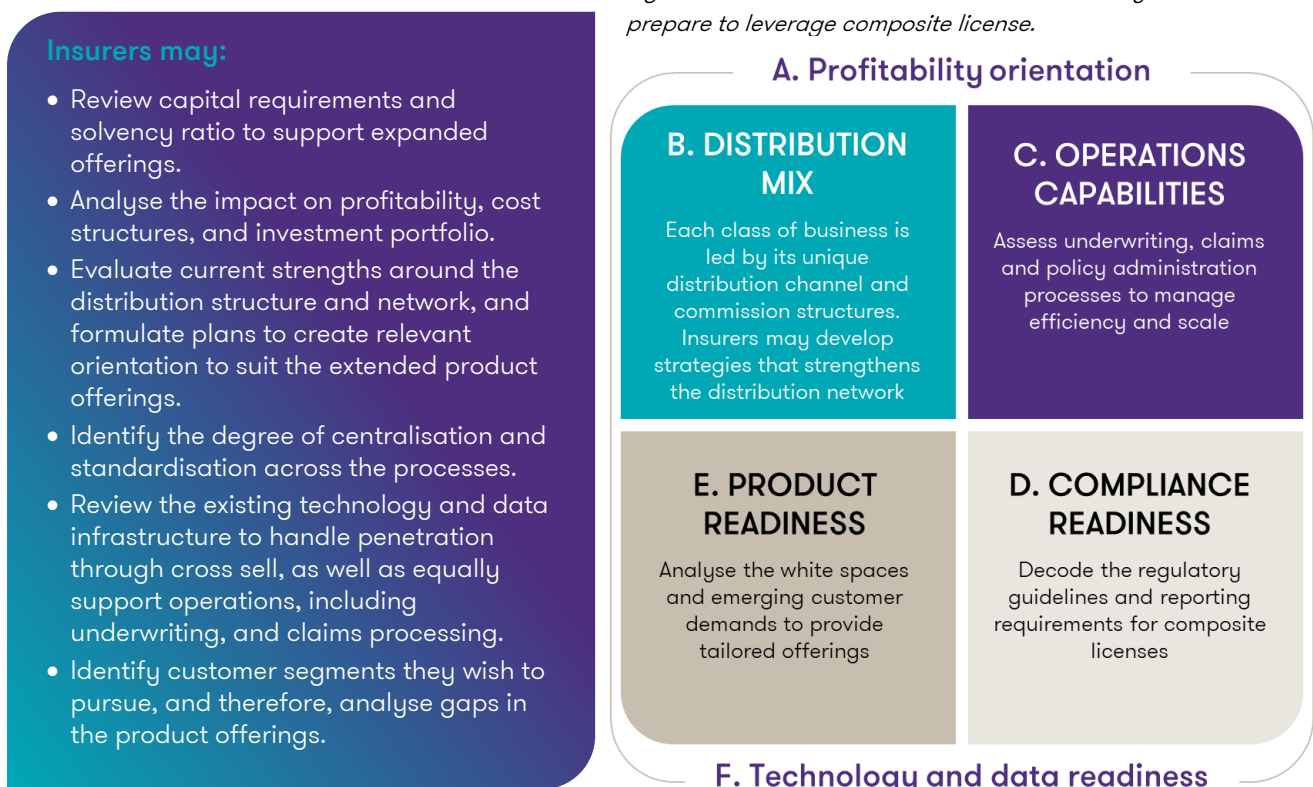 prepare to leverage composite license.
Insurers may:
• Review capital requirements and
solvency ratio to support expanded
offerings.
• Analyse the impact on profitability, cost
structures, and investment portfolio.
• Evaluate current strengths around the
distribution structure and network, and
formulate plans to create relevant
orientation to suit the extended product
offerings.
• Identify the degree of centralisation and
standardisation across the processes.
• Review the existing technology and data
infrastructure to handle penetration
through cross sell, as well as equally
support operations, including
underwriting, and claims processing.
• Identify customer segments they wish to
pursue, and therefore, analyse gaps in
the product offerings.
A. Profitability orientation
B. DISTRIBUTION
MIX
Each class of business is
led by its unique
distribution channel and
commission structures.
Insurers may develop
strategies that strengthens
the distribution network
C. OPERATIONS
CAPABILITIES
Assess underwriting, claims
and policy administration
processes to manage
efficiency and scale
E. PRODUCT
READINESS
Analyse the white spaces
and emerging customer
demands to provide
tailored offerings
D. COMPLIANCE
READINESS
Decode the regulatory
guidelines and reporting
requirements for composite
licenses
F. Technology and data readiness